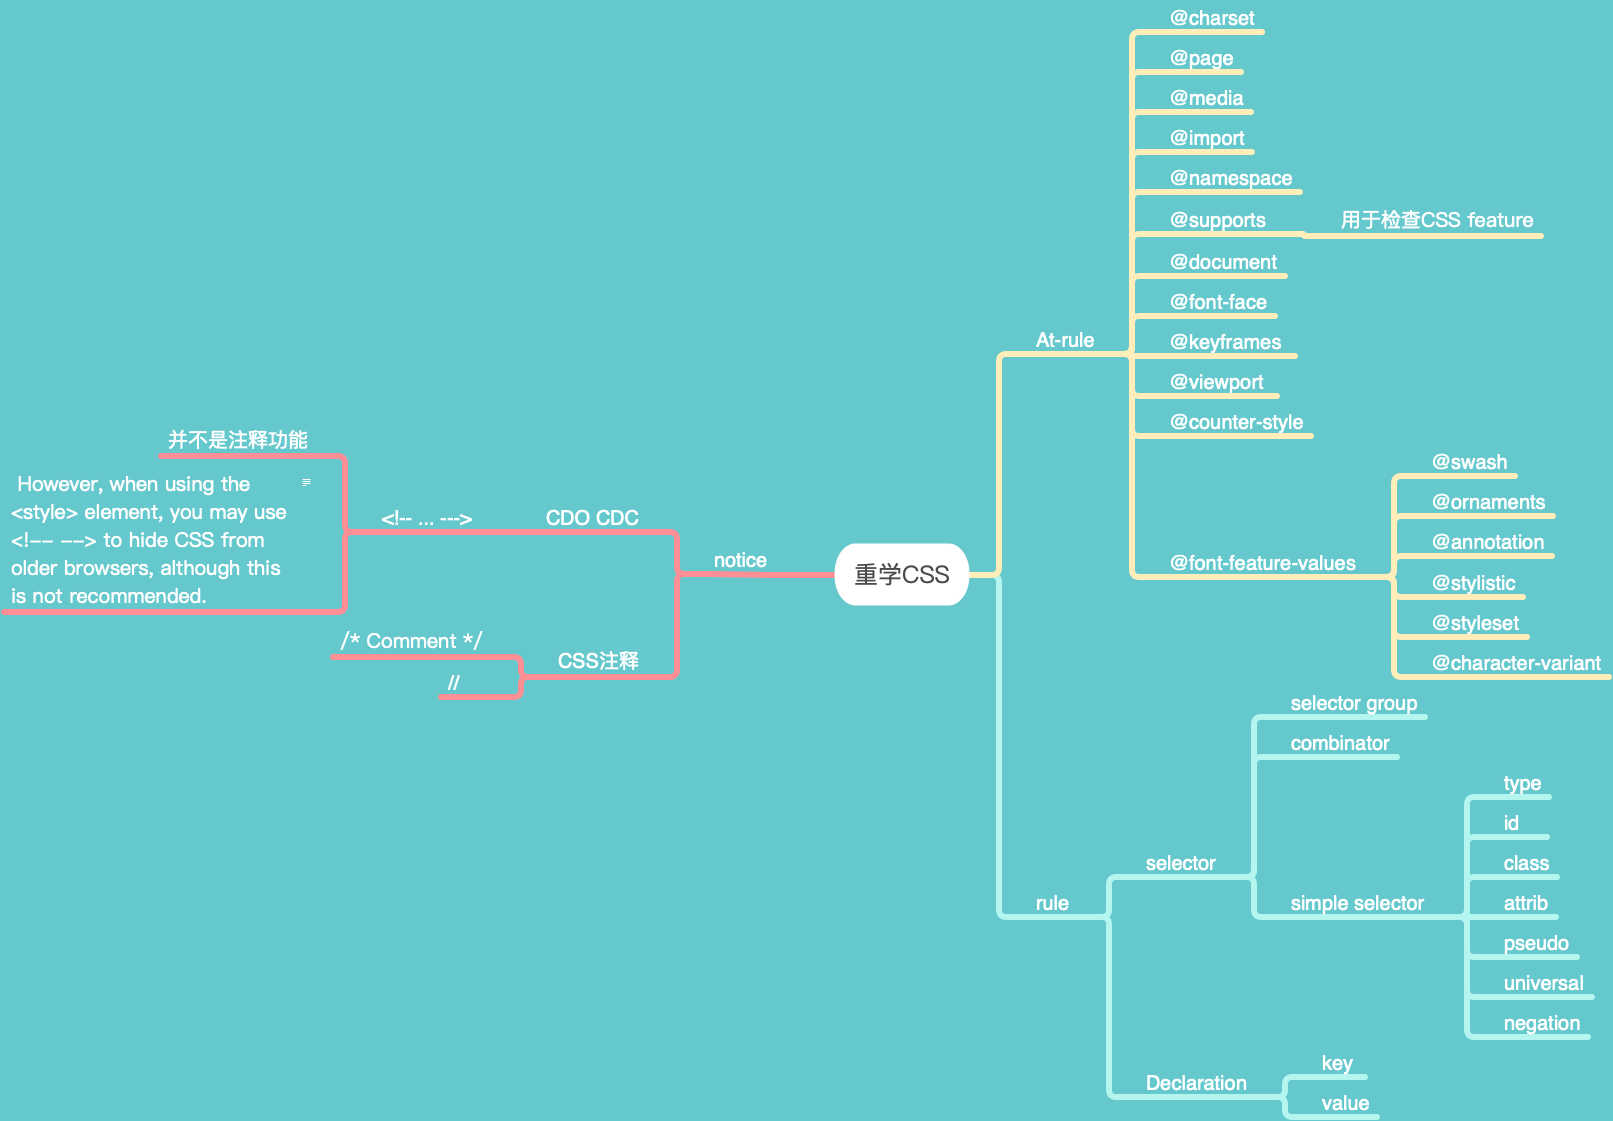 重学CSS
At-rule
@charset
@page
@media
@import
@namespace
@supports
用于检查CSS feature
@document
@font-face
@keyframes
@viewport
@counter-style
@font-feature-values
@swash
@ornaments
@annotation
@stylistic
@styleset
@character-variant
rule
selector
selector group
combinator
simple selector
type
id
class
attrib
pseudo
universal
negation
Declaration
key
value
notice
CDO CDC
<!-- ... --->
并不是注释功能
However, when using the
<style> element, you may use
<!-- --> to hide CSS from
older browsers, although this
is not recommended.
CSS注释
/* Comment */
//